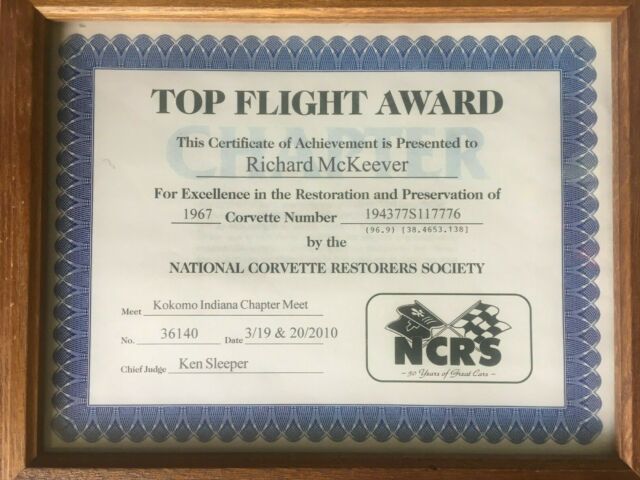 TOP FLIGHT AWARD
CHAPTER
This Certificate of Achievement is Presented to
Richard McKeever
For Excellence in the Restoration and Preservation of
1967 Corvette Number 194377S117776
(96.9) [38.4653.138]
by the
NATIONAL CORVETTE RESTORERS SOCIETY
Meet Kokomo Indiana Chapter Meet
No. 36140 Date 3/19 & 20/2010
Chief Judge Ken Sleeper
NCRS
- 30 Years of Great Cars -